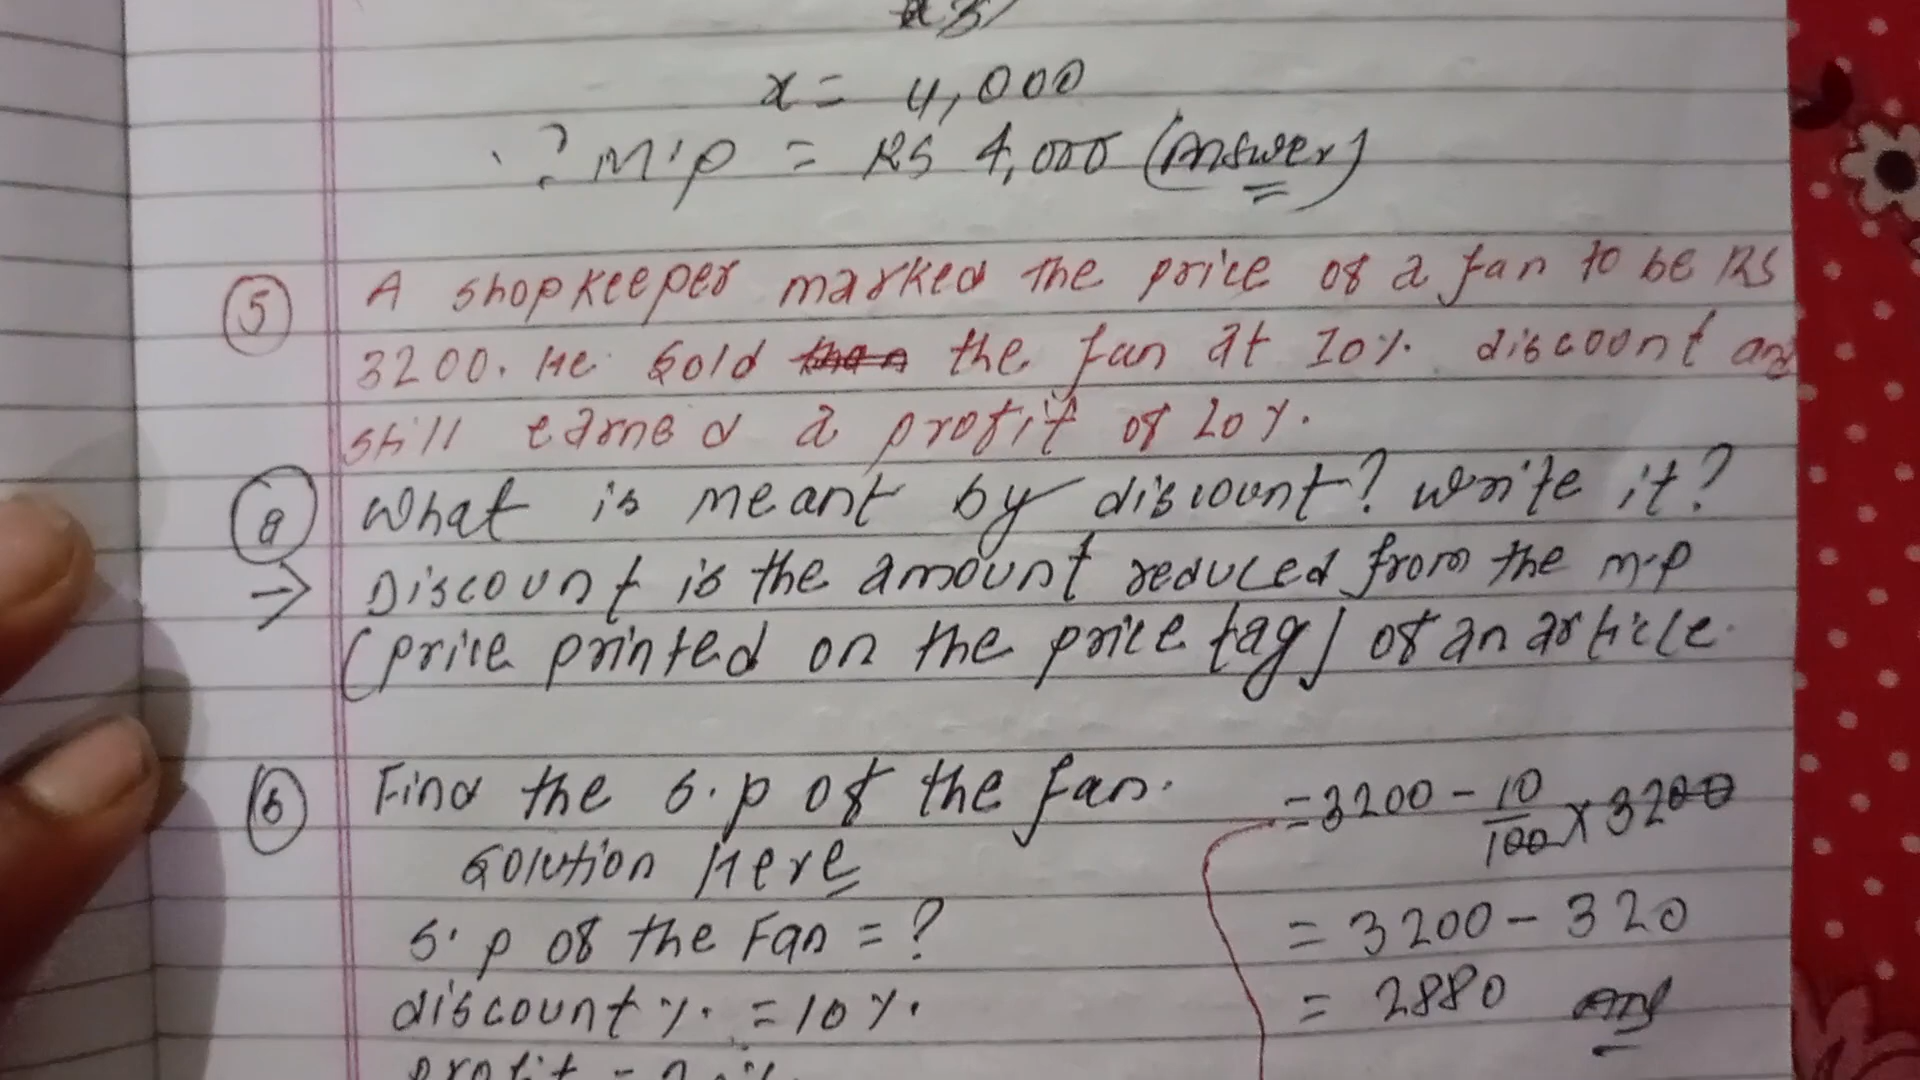 x = 4,000
∴ M.P = RS 4,000 (Answer)
⑤ A shopkeeper marked the price of a fan to be RS
3200. He sold the fan at 10% discount and
still earned a profit of 20%.
ⓐ What is meant by discount? write it?
→ Discount is the amount reduced from the m.p
(price printed on the price tag) of an article.
ⓑ Find the s.p of the fan.
Solution Here
S.p of the Fan = ?
discount % = 10%.
= 3200 - 10/100 × 3200
= 3200 - 320
= 2880 Ans